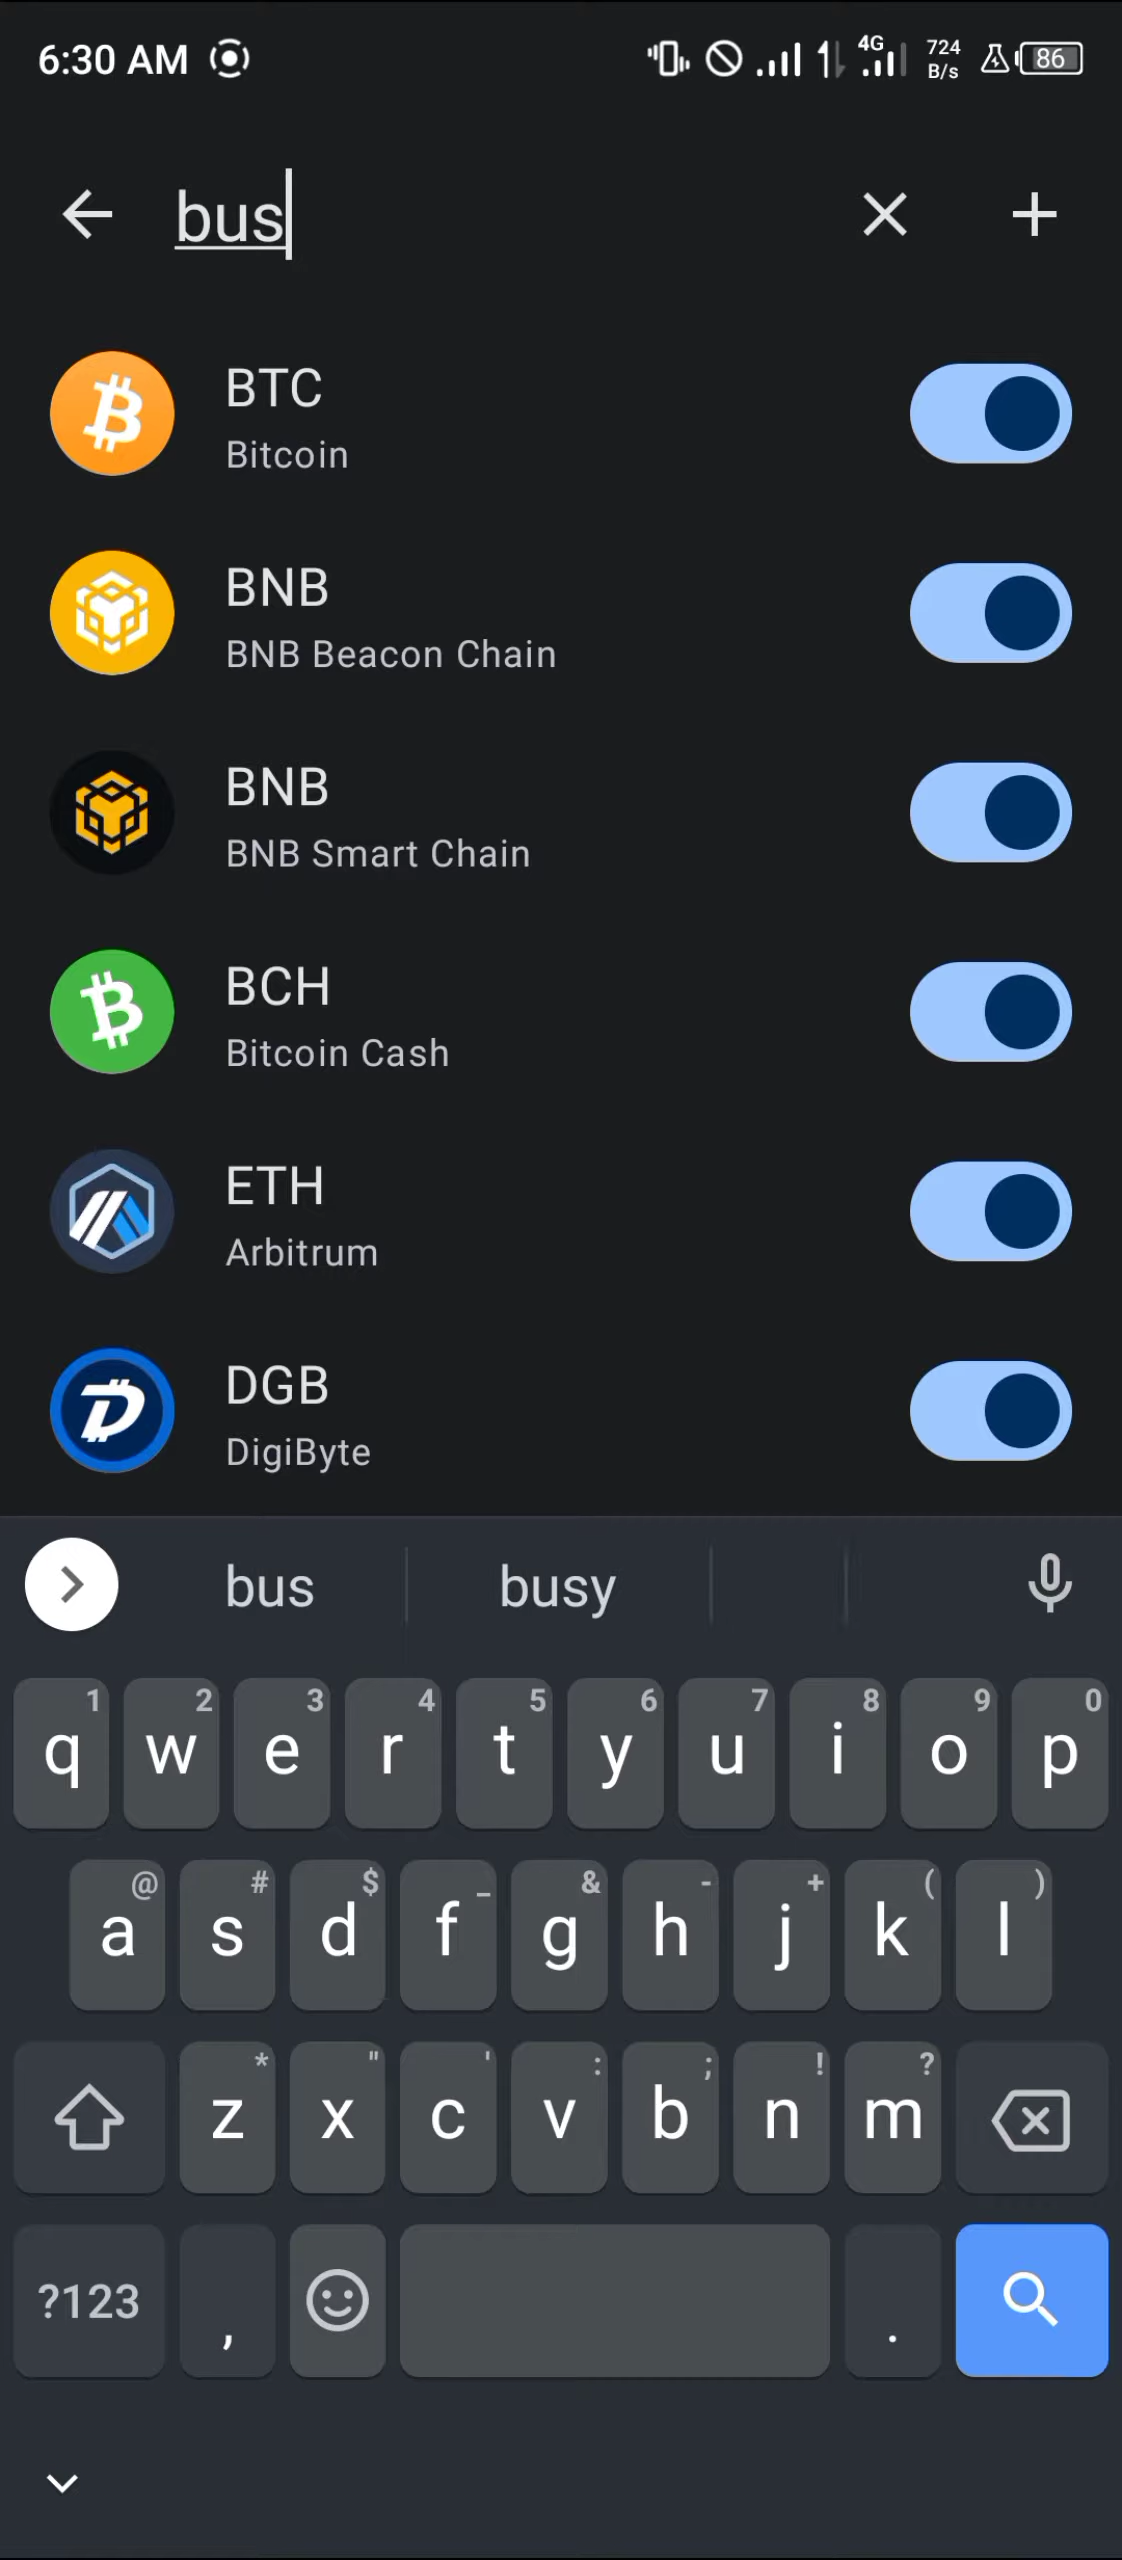 6:30 AM 4G 724 B/s 86
bus
BTC
Bitcoin
BNB
BNB Beacon Chain
BNB
BNB Smart Chain
BCH
Bitcoin Cash
ETH
Arbitrum
DGB
DigiByte
bus busy
1 2 3 4 5 6 7 8 9 0
q w e r t y u i o p
@ # $ _ & - + ( )
a s d f g h j k l
* " ' : ; ! ?
z x c v b n m
?123 , .